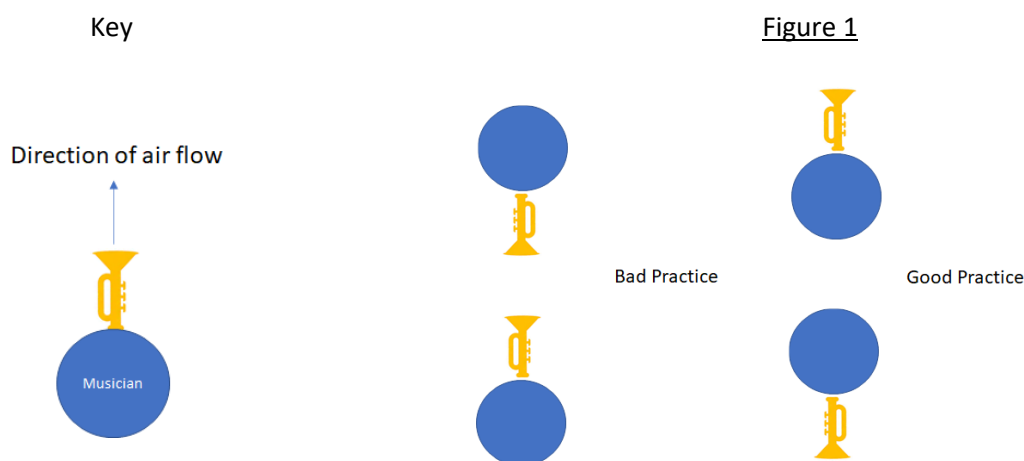 Key
Figure 1
Direction of air flow
Musician
Bad Practice
Good Practice